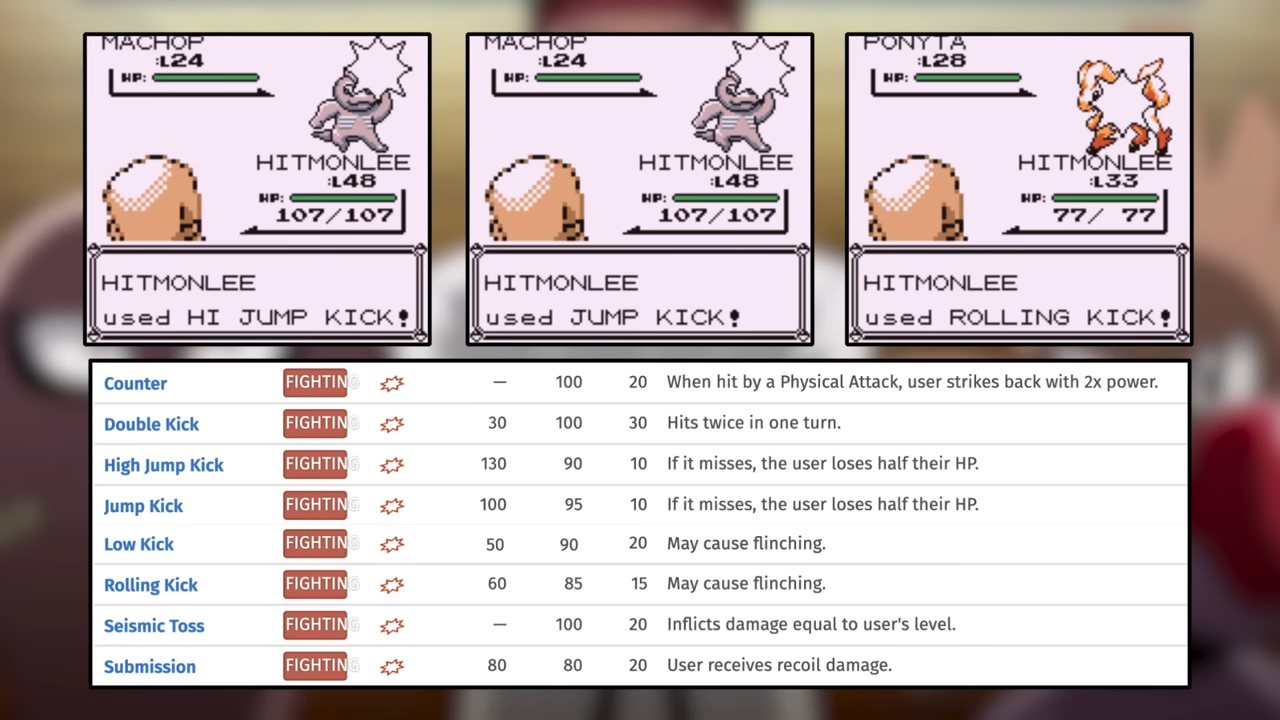 MACHOP
:L24
HP:
HITMONLEE
:L48
HP:
107/107
HITMONLEE
used HI JUMP KICK!
MACHOP
:L24
HP:
HITMONLEE
:L48
HP:
107/107
HITMONLEE
used JUMP KICK!
PONYTA
:L28
HP:
HITMONLEE
:L33
HP:
77/ 77
HITMONLEE
used ROLLING KICK!
Counter FIGHTING — 100 20 When hit by a Physical Attack, user strikes back with 2x power.
Double Kick FIGHTING 30 100 30 Hits twice in one turn.
High Jump Kick FIGHTING 130 90 10 If it misses, the user loses half their HP.
Jump Kick FIGHTING 100 95 10 If it misses, the user loses half their HP.
Low Kick FIGHTING 50 90 20 May cause flinching.
Rolling Kick FIGHTING 60 85 15 May cause flinching.
Seismic Toss FIGHTING — 100 20 Inflicts damage equal to user's level.
Submission FIGHTING 80 80 20 User receives recoil damage.